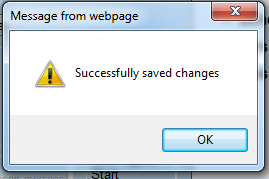 Message from webpage
Successfully saved changes
OK
Start